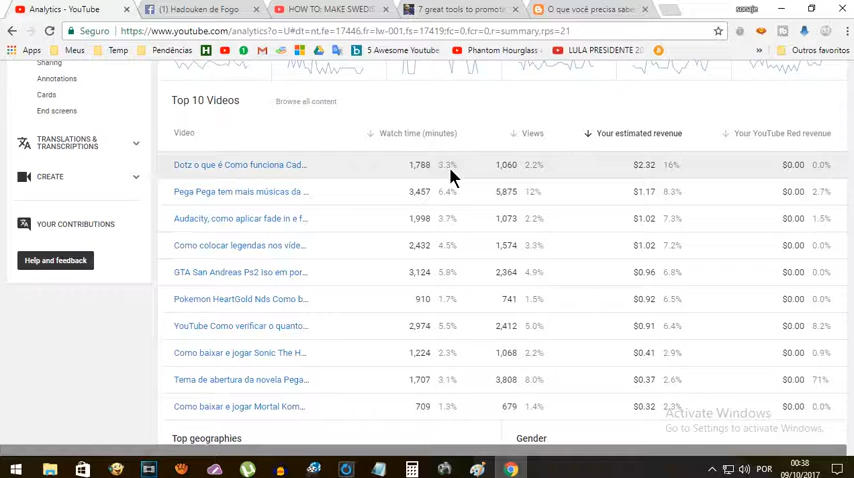 Analytics - YouTube
(1) Hadouken de Fogo -
HOW TO: MAKE SWEDIS
7 great tools to promote
O que você precisa sabe
sonaje
Seguro
https://www.youtube.com/analytics?o=U#dt=nt,fe=17446,fr=lw-001,fs=17419;fc=0,fcr=0,r=summary,rps=21
Apps
Meus
Trab
Pendências
5 Awesome Youtube
Phantom Hourglass
LULA PRESIDENTE 20
Outros favoritos
Sharing
Annotations
Cards
End screens
TRANSLATIONS & TRANSCRIPTIONS
CREATE
YOUR CONTRIBUTIONS
Help and feedback
Top 10 Videos
Browse all content
Video Watch time (minutes) Views Your estimated revenue Your YouTube Red revenue
Dotz o que é Como funciona Cad... 1,788 3.3% 1,060 2.2% $2.32 16% $0.00 0.0%
Pega Pega tem mais músicas da ... 3,457 6.4% 5,875 12% $1.17 8.3% $0.00 2.7%
Audacity, como aplicar fade in e f... 1,998 3.7% 1,073 2.2% $1.02 7.3% $0.00 1.5%
Como colocar legendas nos víde... 2,432 4.5% 1,574 3.3% $1.02 7.2% $0.00 0.0%
GTA San Andreas Ps2 Iso em por... 3,124 5.8% 2,364 4.9% $0.96 6.8% $0.00 0.0%
Pokemon HeartGold Nds Como b... 910 1.7% 741 1.5% $0.92 6.5% $0.00 0.0%
YouTube Como verificar o quanto... 2,974 5.5% 2,412 5.0% $0.91 6.4% $0.00 8.2%
Como baixar e jogar Sonic The H... 1,224 2.3% 1,068 2.2% $0.41 2.9% $0.00 0.9%
Tema de abertura da novela Pega... 1,707 3.1% 3,808 8.0% $0.37 2.6% $0.00 71%
Como baixar e jogar Mortal Kom... 709 1.3% 679 1.4% $0.32 2.3% $0.00 0.0%
Activate Windows
Go to Settings to activate Windows.
Top geographies
Gender
POR
00:38
09/10/2017